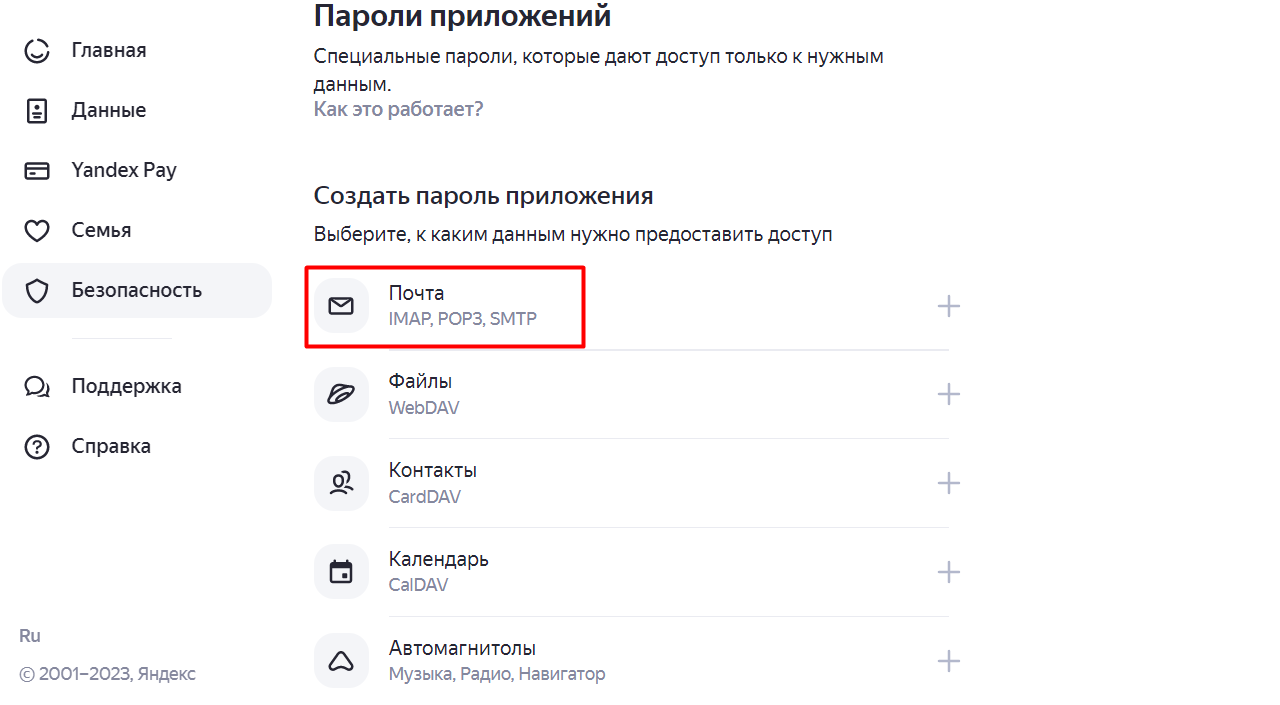 Главная
Данные
Yandex Pay
Семья
Безопасность
Поддержка
Справка
Ru
© 2001–2023, Яндекс
Пароли приложений
Специальные пароли, которые дают доступ только к нужным
данным.
Как это работает?
Создать пароль приложения
Выберите, к каким данным нужно предоставить доступ
Почта
IMAP, POP3, SMTP
Файлы
WebDAV
Контакты
CardDAV
Календарь
CalDAV
Автомагнитолы
Музыка, Радио, Навигатор